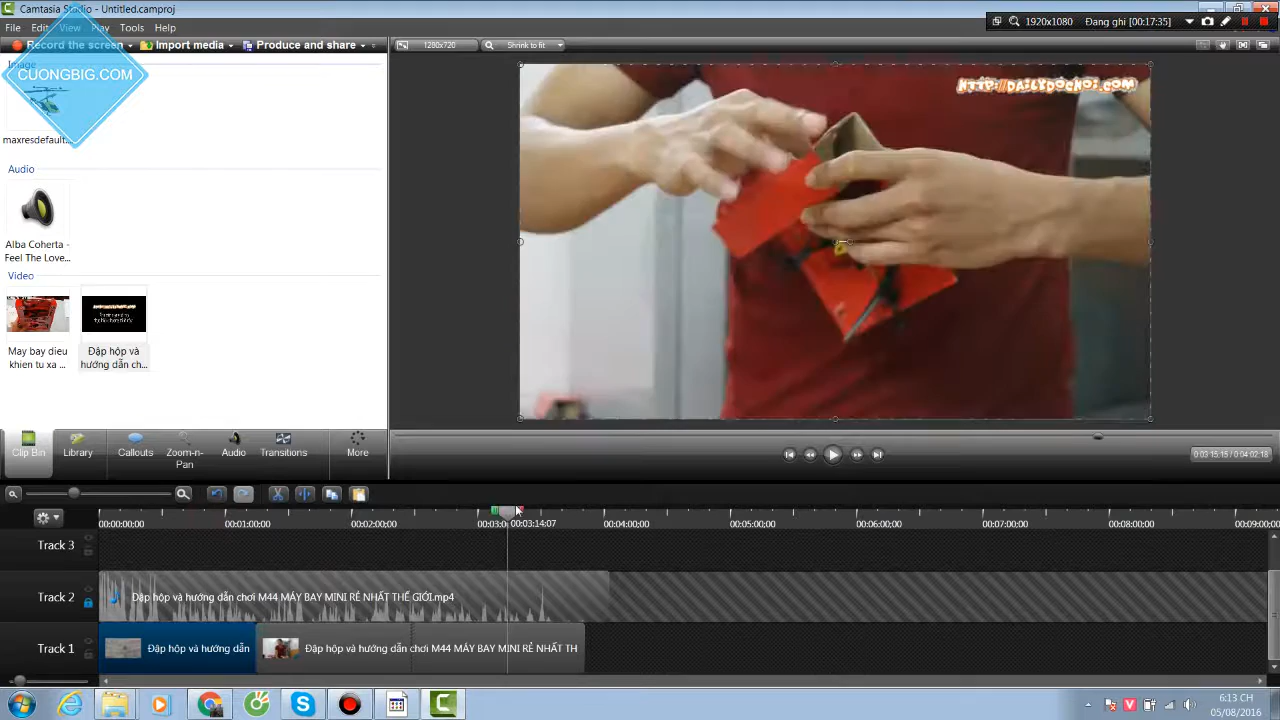 Camtasia Studio - Untitled.camproj
File Edit View Play Tools Help
1920x1080 Đang ghi [00:17:35]
Record the screen Import media Produce and share
1280x720 Shrink to fit
Image
CUONGBIG.COM
HTTP://DAILYDOCHOI.COM
maxresdefault...
Audio
Alba Coherta -
Feel The Love...
Video
May bay dieu
khien tu xa ...
Đập hộp và
hướng dẫn ch...
Clip Bin
Library
Callouts
Zoom-n-
Pan
Audio
Transitions
More
0:03:15;15 / 0:04:02;18
00:00:00;00 00:01:00;00 00:02:00;00 00:03:0 00:03:14;07 00:04:00;00 00:05:00;00 00:06:00;00 00:07:00;00 00:08:00;00 00:09:00;00
Track 3
Track 2
Đập hộp và hướng dẫn chơi M44 MÁY BAY MINI RẺ NHẤT THẾ GIỚI.mp4
Track 1
Đập hộp và hướng dẫn
Đập hộp và hướng dẫn chơi M44 MÁY BAY MINI RẺ NHẤT TH
6:13 CH
05/08/2016